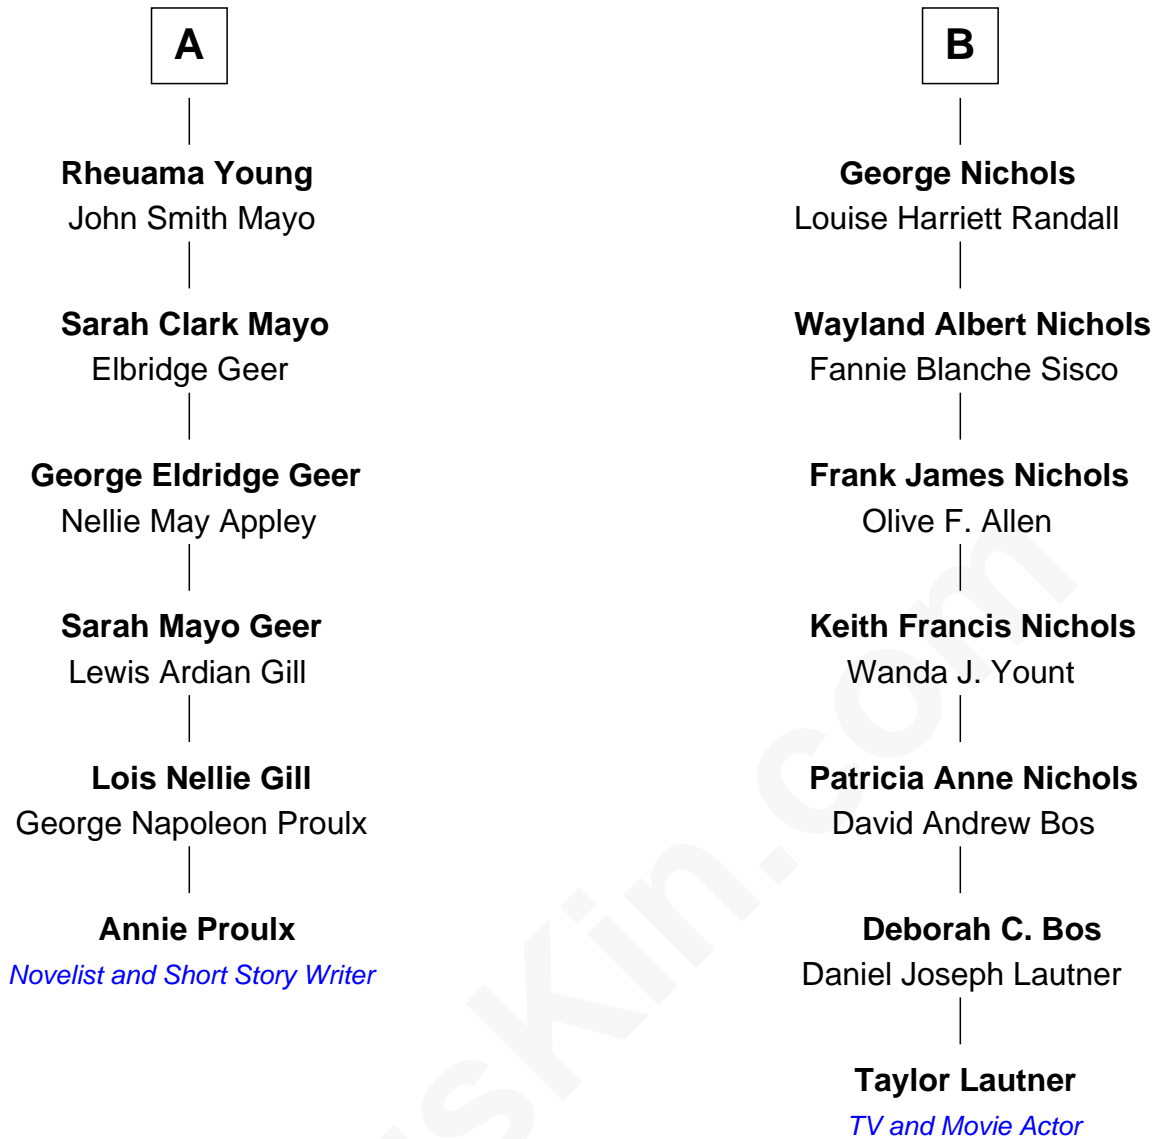 A
Rheuama Young
John Smith Mayo
Sarah Clark Mayo
Elbridge Geer
George Eldridge Geer
Nellie May Appley
Sarah Mayo Geer
Lewis Ardian Gill
Lois Nellie Gill
George Napoleon Proulx
Annie Proulx
Novelist and Short Story Writer
B
George Nichols
Louise Harriett Randall
Wayland Albert Nichols
Fannie Blanche Sisco
Frank James Nichols
Olive F. Allen
Keith Francis Nichols
Wanda J. Yount
Patricia Anne Nichols
David Andrew Bos
Deborah C. Bos
Daniel Joseph Lautner
Taylor Lautner
TV and Movie Actor